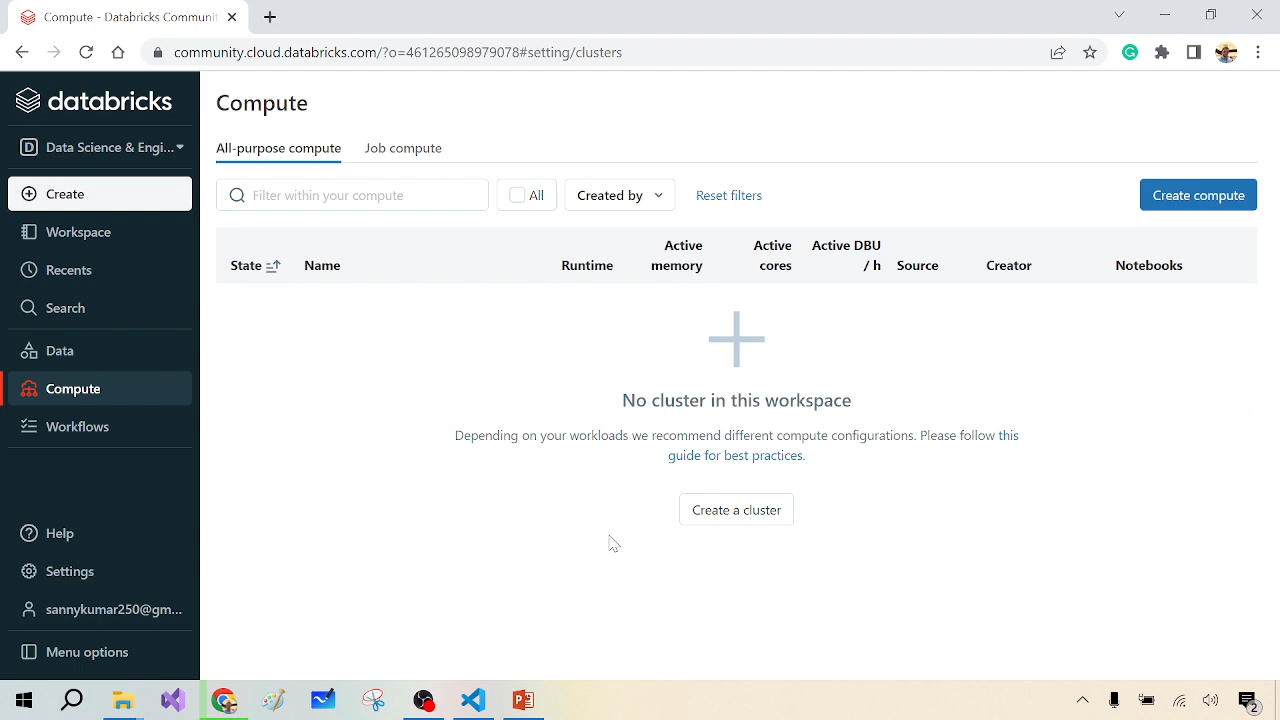 Compute - Databricks Communit
community.cloud.databricks.com/?o=461265098979078#setting/clusters
databricks
D
Data Science & Engi...
Create
Workspace
Recents
Search
Data
Compute
Workflows
Help
Settings
sannykumar250@gm...
Menu options
Compute
All-purpose compute
Job compute
Filter within your compute
All
Created by
Reset filters
Create compute
State
Name
Runtime
Active memory
Active cores
Active DBU / h
Source
Creator
Notebooks
No cluster in this workspace
Depending on your workloads we recommend different compute configurations. Please follow this
guide for best practices.
Create a cluster
2